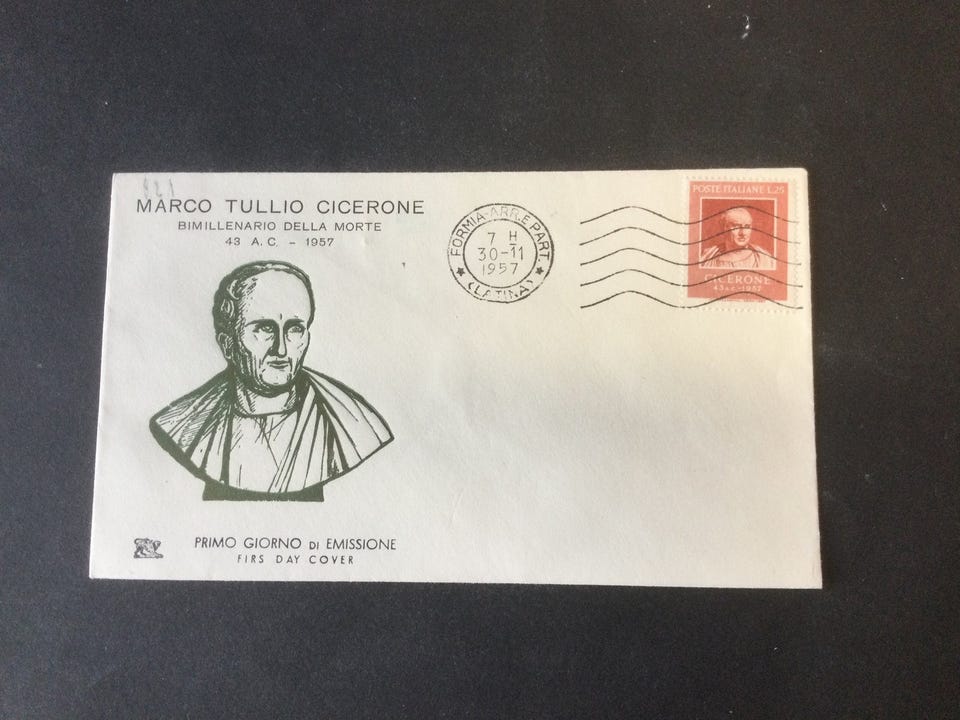 MARCO TULLIO CICERONE
BIMILLENARIO DELLA MORTE
43 A.C. - 1957
FORMIA-ARR.E PART.
7 H
30-11
1957
(LATINA)
POSTE ITALIANE L.25
CICERONE
43 a.c.-1957
PRIMO GIORNO DI EMISSIONE
FIRS DAY COVER